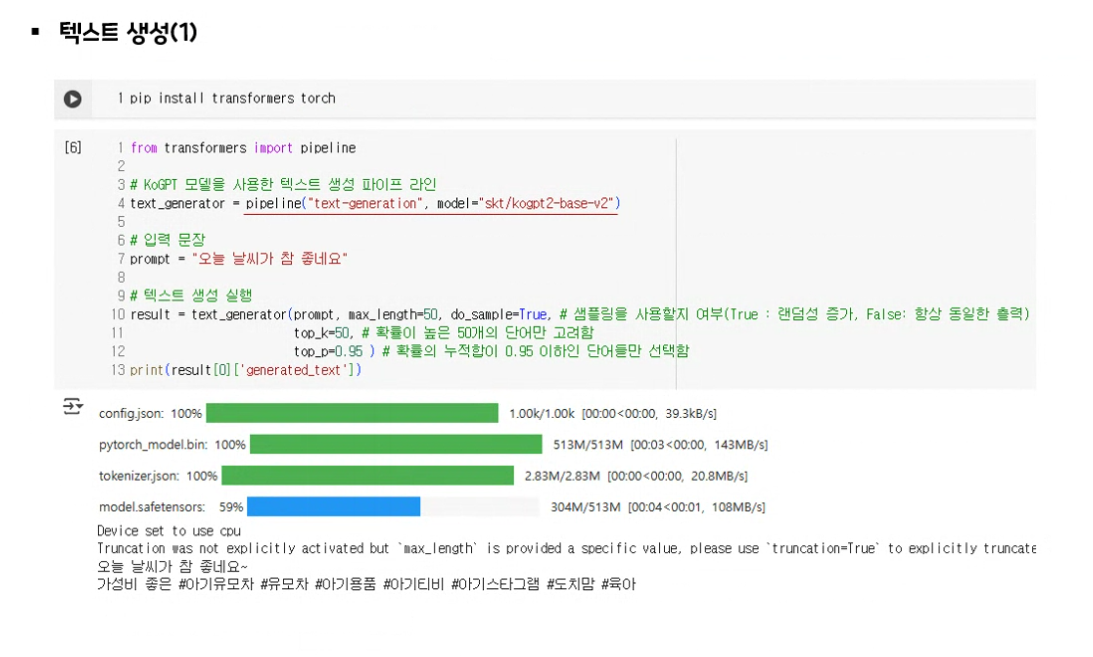 ▪ 텍스트 생성(1)
1 pip install transformers torch
[6] 1 from transformers import pipeline
2
3 # KoGPT 모델을 사용한 텍스트 생성 파이프 라인
4 text_generator = pipeline("text-generation", model="skt/kogpt2-base-v2")
5
6 # 입력 문장
7 prompt = "오늘 날씨가 참 좋네요"
8
9 # 텍스트 생성 실행
10 result = text_generator(prompt, max_length=50, do_sample=True, # 샘플링을 사용할지 여부(True : 랜덤성 증가, False: 항상 동일한 출력)
11 top_k=50, # 확률이 높은 50개의 단어만 고려함
12 top_p=0.95 ) # 확률의 누적합이 0.95 이하인 단어들만 선택함
13 print(result[0]['generated_text'])
config.json: 100% 1.00k/1.00k [00:00<00:00, 39.3kB/s]
pytorch_model.bin: 100% 513M/513M [00:03<00:00, 143MB/s]
tokenizer.json: 100% 2.83M/2.83M [00:00<00:00, 20.8MB/s]
model.safetensors: 59% 304M/513M [00:04<00:01, 108MB/s]
Device set to use cpu
Truncation was not explicitly activated but `max_length` is provided a specific value, please use `truncation=True` to explicitly truncate
오늘 날씨가 참 좋네요~
가성비 좋은 #아기유모차 #유모차 #아기용품 #아기티비 #아기스타그램 #도치맘 #육아